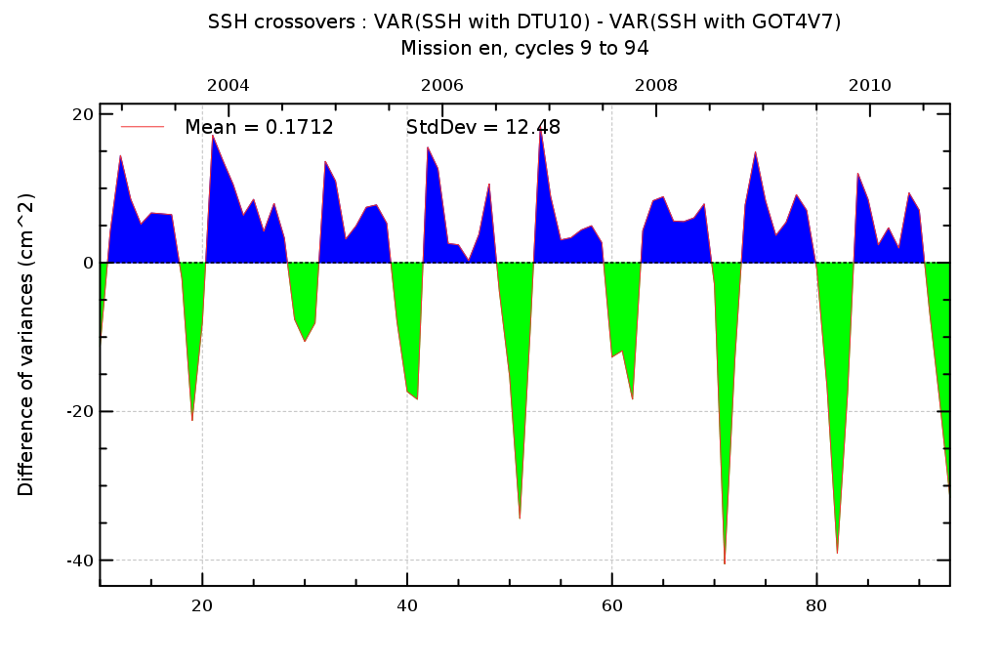 SSH crossovers : VAR(SSH with DTU10) - VAR(SSH with GOT4V7)
Mission en, cycles 9 to 94
2004 2006 2008 2010
Mean = 0.1712 StdDev = 12.48
Difference of variances (cm^2)
20
0
-20
-40
20 40 60 80